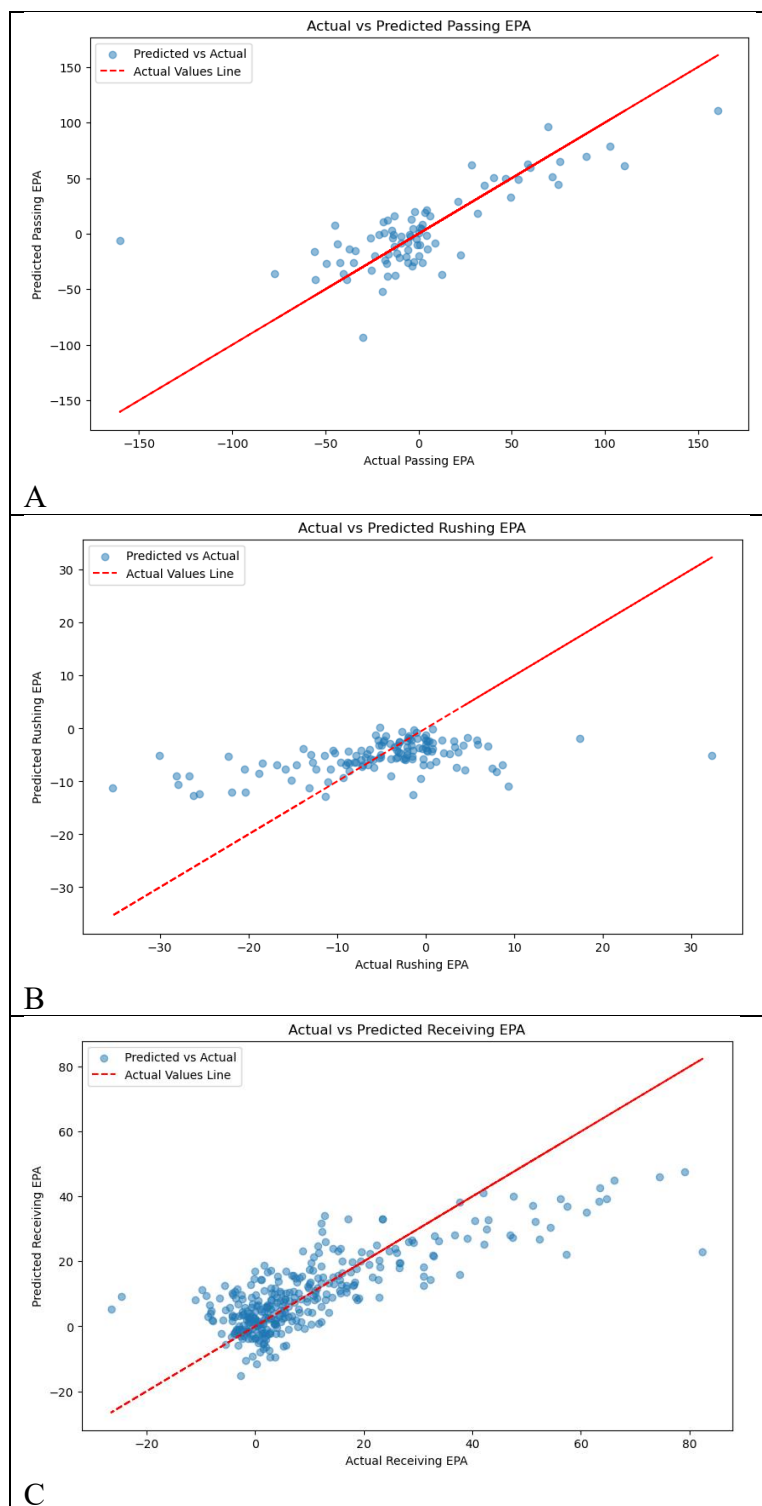 Actual vs Predicted Passing EPA
Predicted vs Actual
Actual Values Line
150
100
50
0
−50
−100
−150
Predicted Passing EPA
−150 −100 −50 0 50 100 150
Actual Passing EPA
A
Actual vs Predicted Rushing EPA
Predicted vs Actual
Actual Values Line
30
20
10
0
−10
−20
−30
Predicted Rushing EPA
−30 −20 −10 0 10 20 30
Actual Rushing EPA
B
Actual vs Predicted Receiving EPA
Predicted vs Actual
Actual Values Line
80
60
40
20
0
−20
Predicted Receiving EPA
−20 0 20 40 60 80
Actual Receiving EPA
C